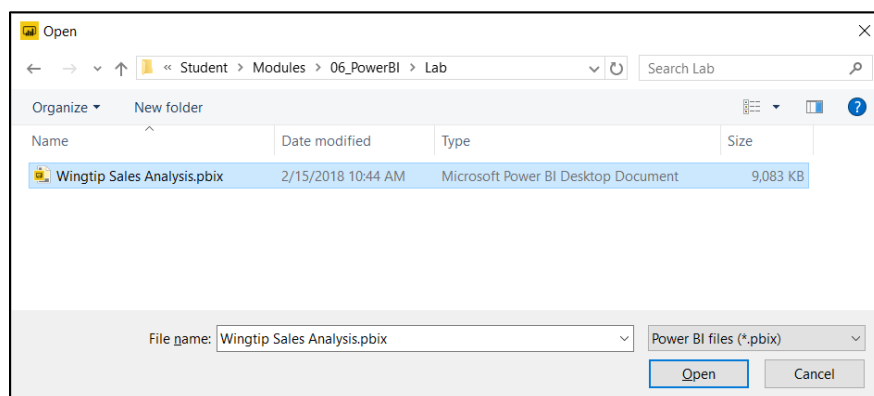 Open
« Student > Modules > 06_PowerBI > Lab Search Lab
Organize New folder
Name Date modified Type Size
Wingtip Sales Analysis.pbix 2/15/2018 10:44 AM Microsoft Power BI Desktop Document 9,083 KB
File name: Wingtip Sales Analysis.pbix Power BI files (*.pbix)
Open Cancel